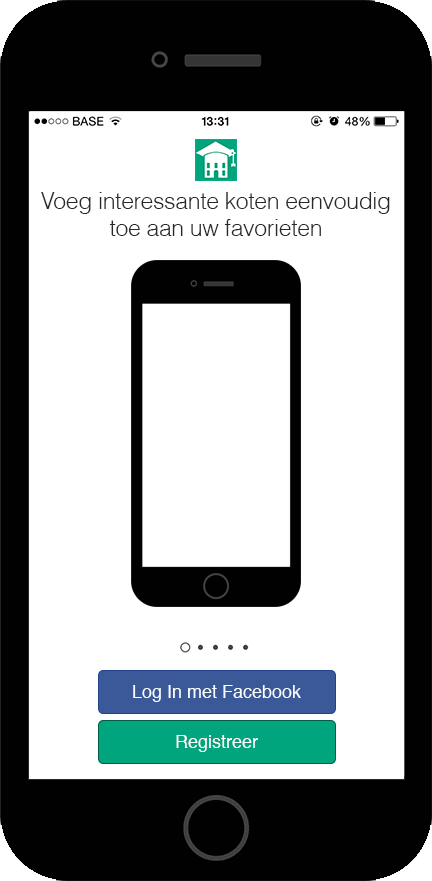 BASE 13:31 48%
Voeg interessante koten eenvoudig
toe aan uw favorieten
Log In met Facebook
Registreer